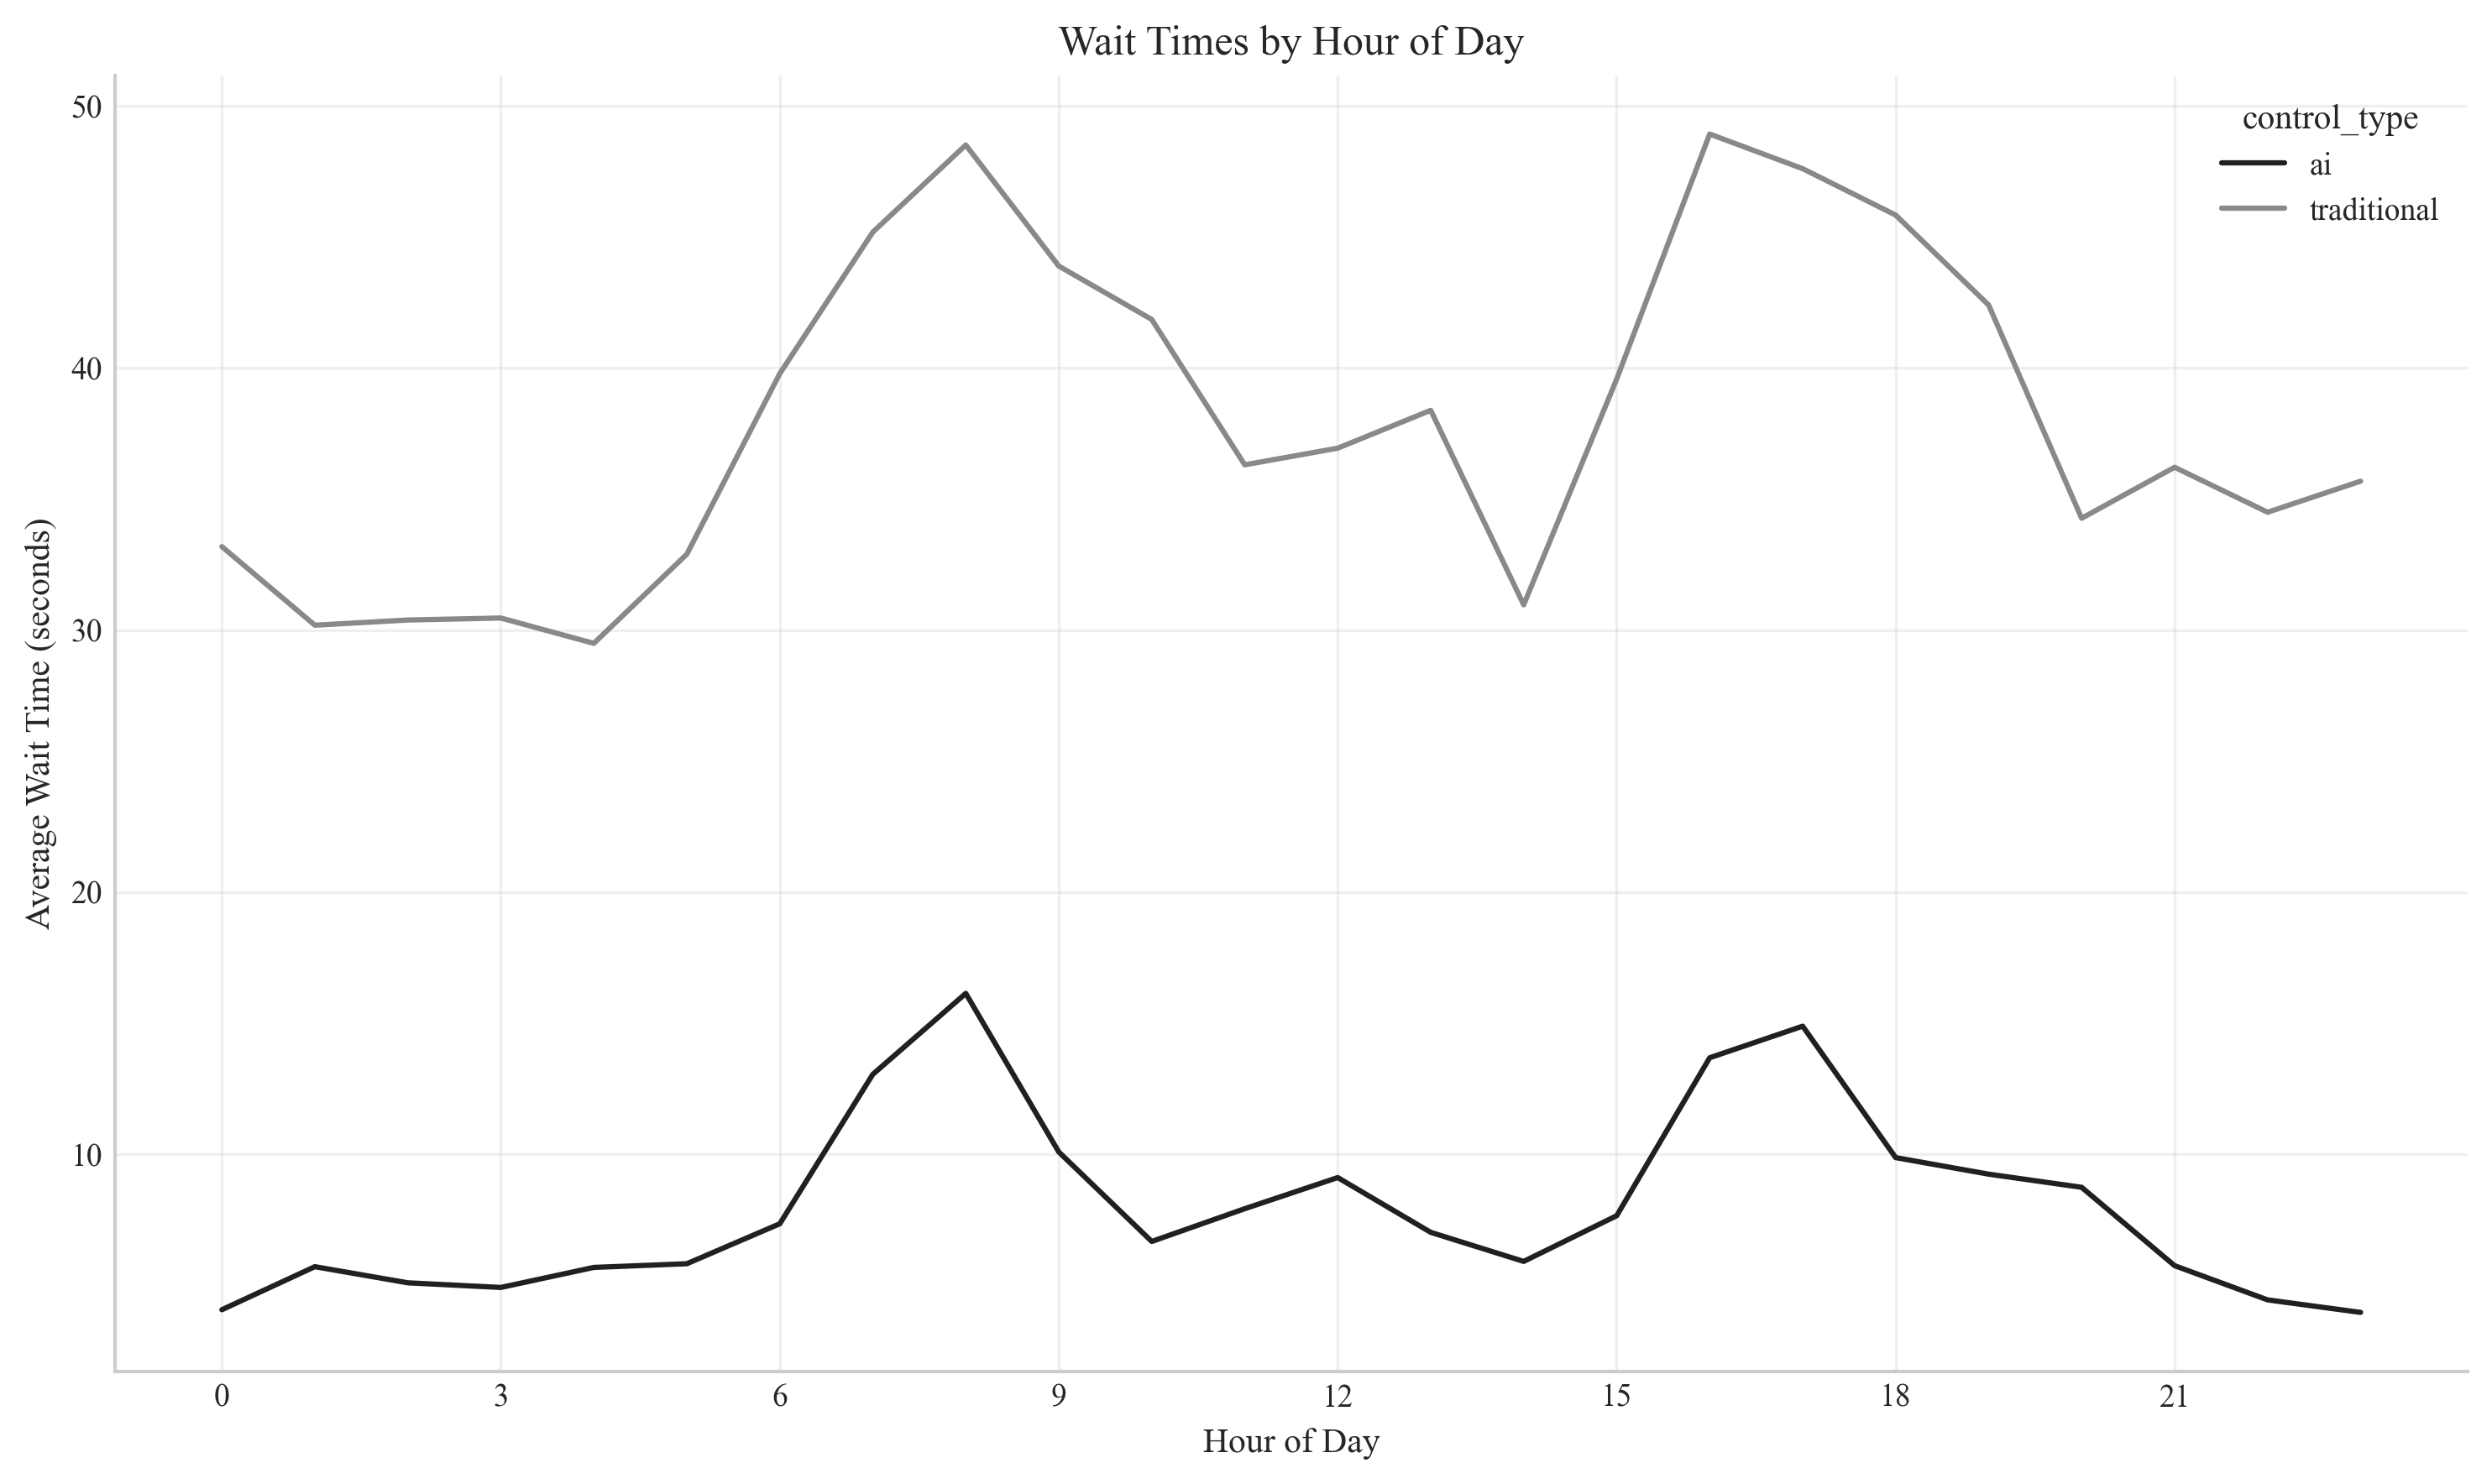 Wait Times by Hour of Day
control_type
ai
traditional
Average Wait Time (seconds)
50
40
30
20
10
0 3 6 9 12 15 18 21
Hour of Day